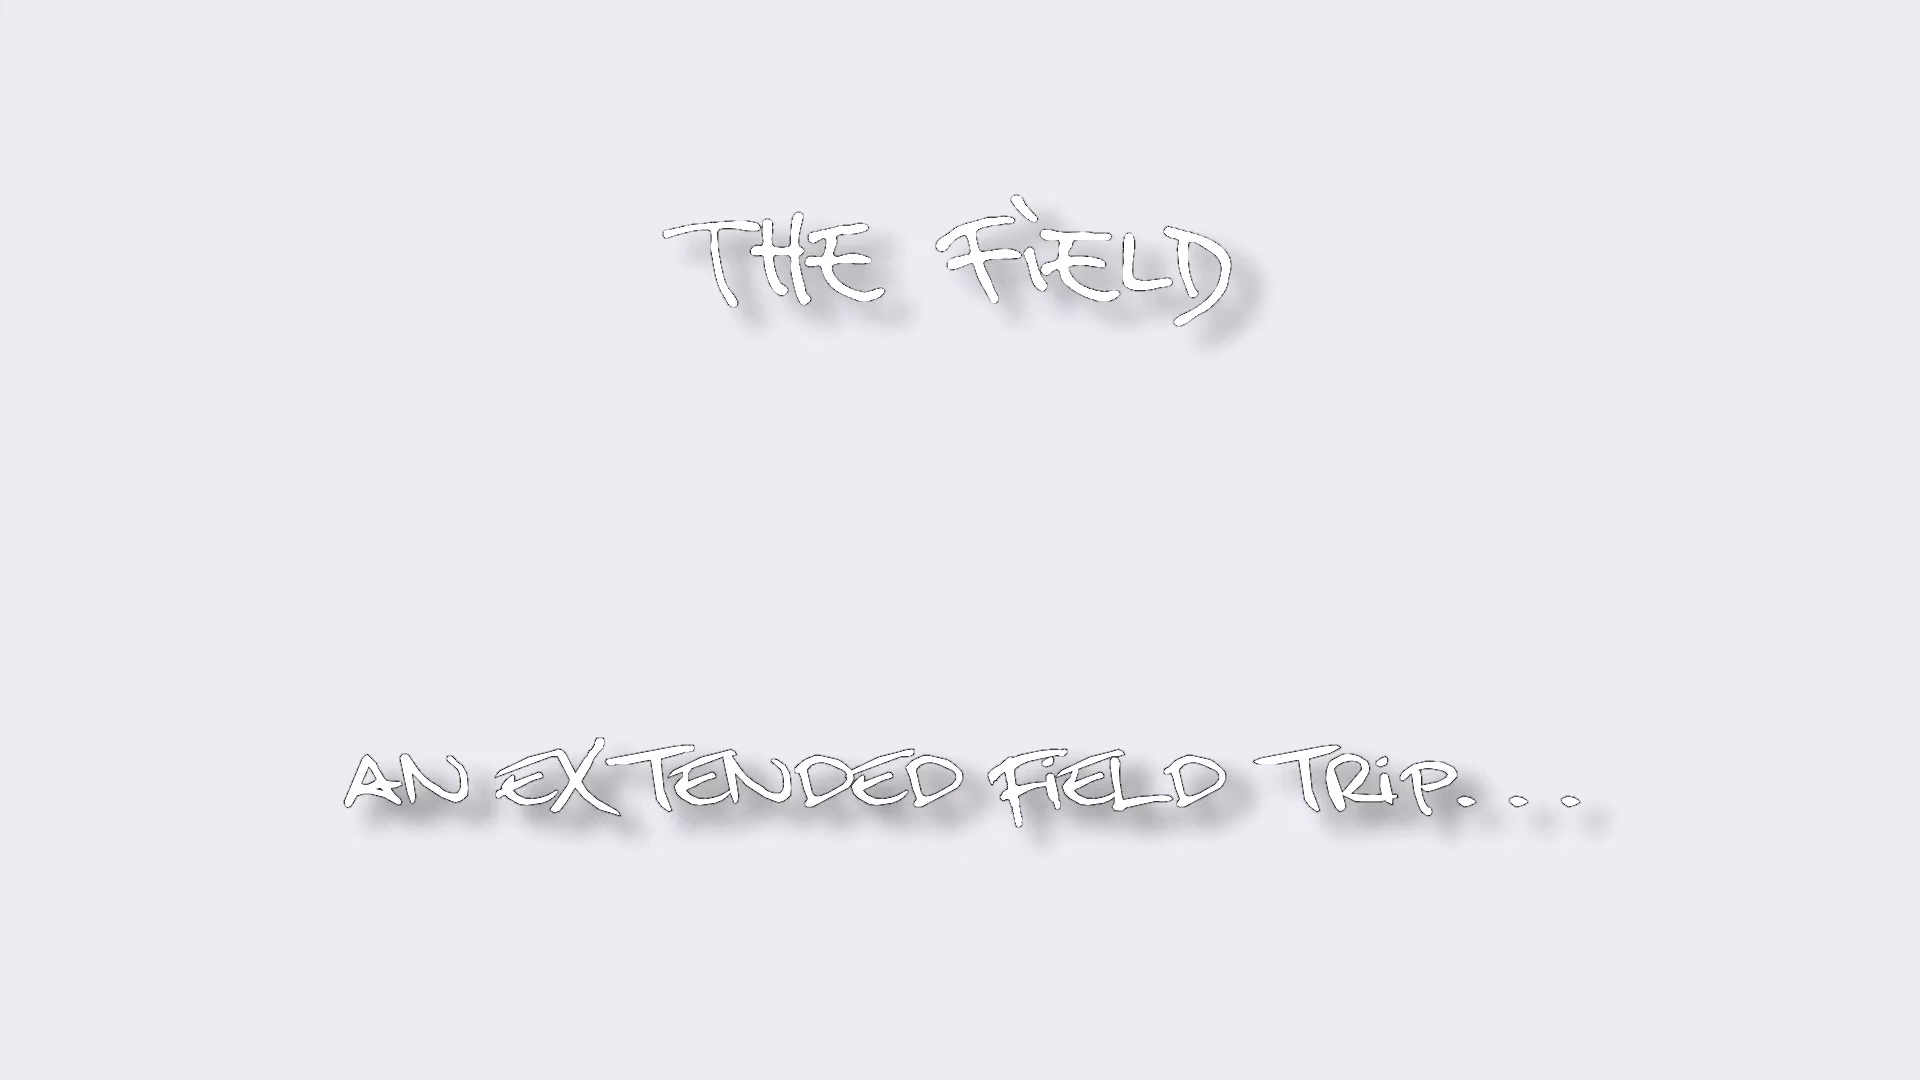 THE FiELD
AN EXTENDED FiELD TRiP. . .